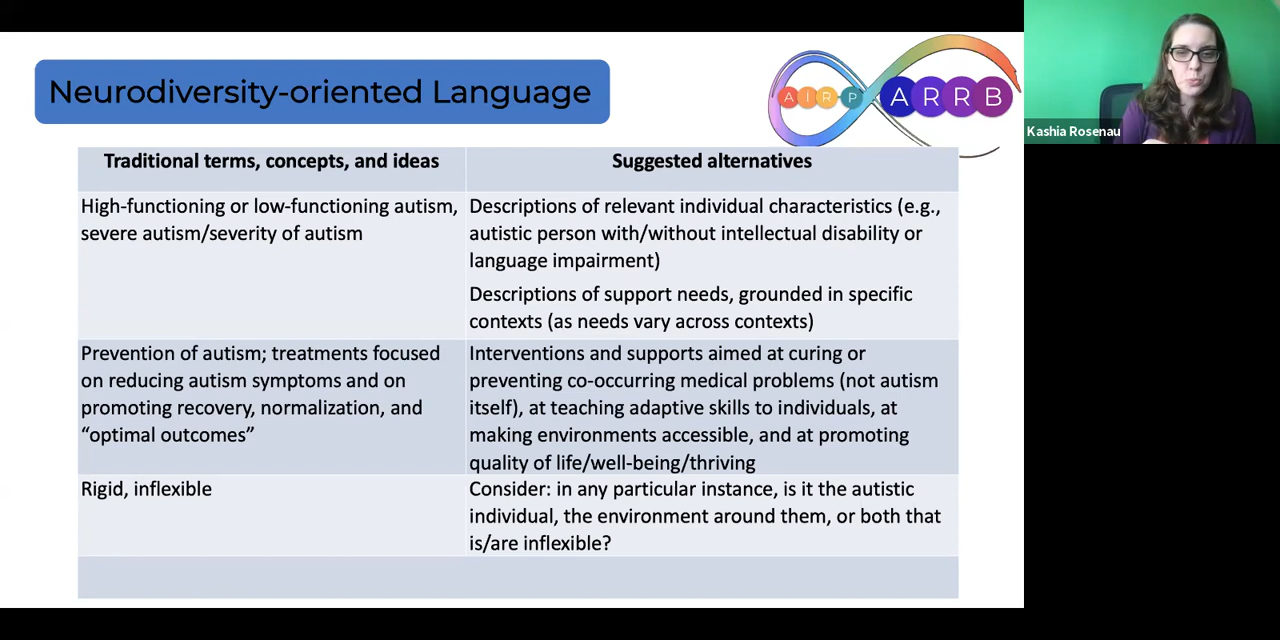 Neurodiversity-oriented Language
A I R P A R R B
Kashia Rosenau
Traditional terms, concepts, and ideas
Suggested alternatives
High-functioning or low-functioning autism,
severe autism/severity of autism
Descriptions of relevant individual characteristics (e.g.,
autistic person with/without intellectual disability or
language impairment)
Descriptions of support needs, grounded in specific
contexts (as needs vary across contexts)
Prevention of autism; treatments focused
on reducing autism symptoms and on
promoting recovery, normalization, and
“optimal outcomes”
Interventions and supports aimed at curing or
preventing co-occurring medical problems (not autism
itself), at teaching adaptive skills to individuals, at
making environments accessible, and at promoting
quality of life/well-being/thriving
Rigid, inflexible
Consider: in any particular instance, is it the autistic
individual, the environment around them, or both that
is/are inflexible?